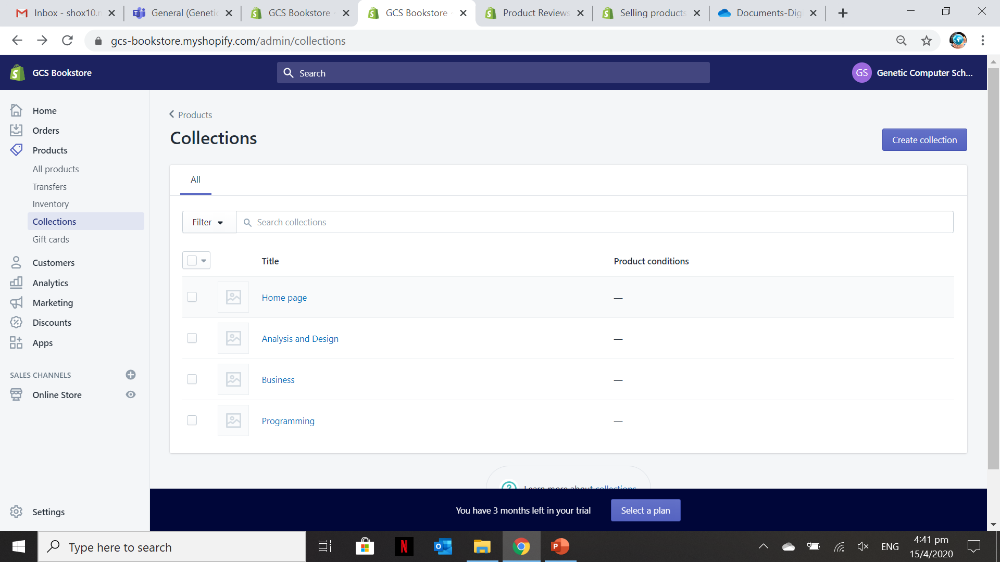 Inbox - shox10.r
General (Genetic
GCS Bookstore
GCS Bookstore
Product Reviews
Selling products
Documents-Dig
gcs-bookstore.myshopify.com/admin/collections
GCS Bookstore
Search
GS
Genetic Computer Sch...
Home
Orders
Products
All products
Transfers
Inventory
Collections
Gift cards
Customers
Analytics
Marketing
Discounts
Apps
SALES CHANNELS
Online Store
Settings
Products
Collections
Create collection
All
Filter
Search collections
Title
Product conditions
Home page
—
Analysis and Design
—
Business
—
Programming
—
Learn more about collections
You have 3 months left in your trial
Select a plan
Type here to search
ENG
4:41 pm
15/4/2020